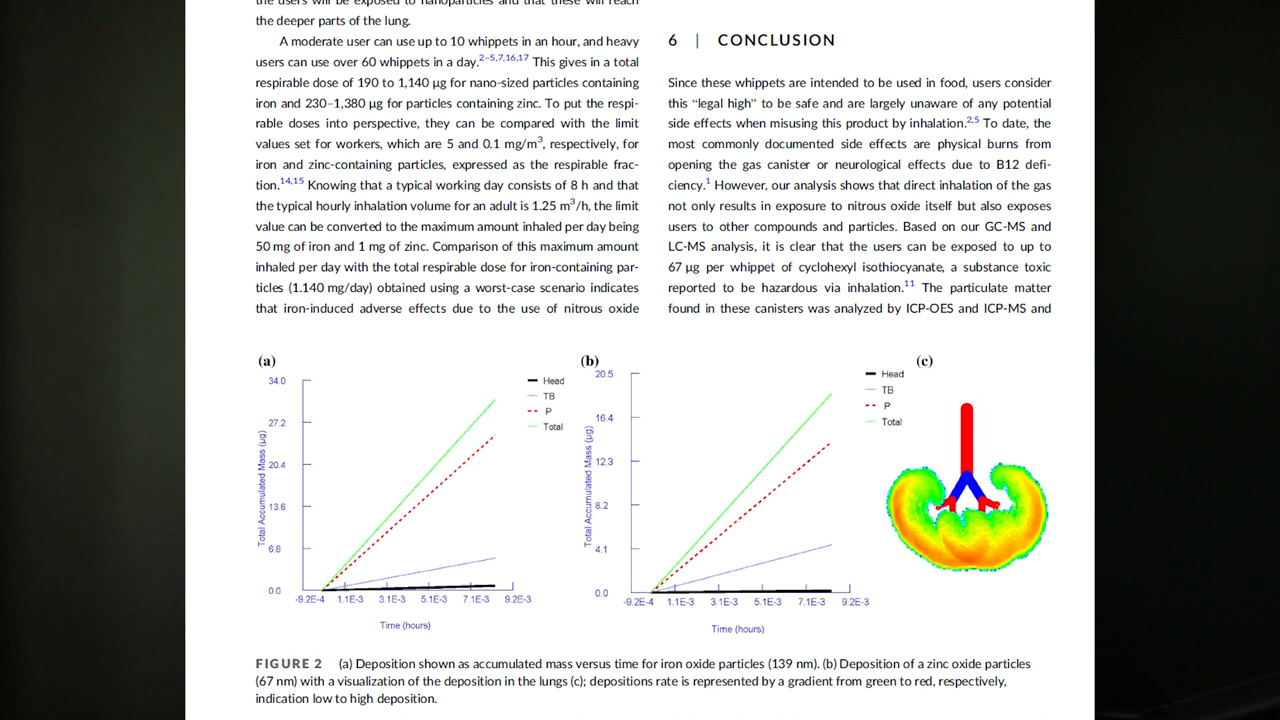 the users will be exposed to nanoparticles and that these will reach
the deeper parts of the lung.
A moderate user can use up to 10 whippets in an hour, and heavy
users can use over 60 whippets in a day.2–5,7,16,17 This gives in a total
respirable dose of 190 to 1,140 μg for nano-sized particles containing
iron and 230–1,380 μg for particles containing zinc. To put the respi-
rable doses into perspective, they can be compared with the limit
values set for workers, which are 5 and 0.1 mg/m3, respectively, for
iron and zinc-containing particles, expressed as the respirable frac-
tion.14,15 Knowing that a typical working day consists of 8 h and that
the typical hourly inhalation volume for an adult is 1.25 m3/h, the limit
value can be converted to the maximum amount inhaled per day being
50 mg of iron and 1 mg of zinc. Comparison of this maximum amount
inhaled per day with the total respirable dose for iron-containing par-
ticles (1.140 mg/day) obtained using a worst-case scenario indicates
that iron-induced adverse effects due to the use of nitrous oxide
6 | CONCLUSION
Since these whippets are intended to be used in food, users consider
this “legal high” to be safe and are largely unaware of any potential
side effects when misusing this product by inhalation.2,5 To date, the
most commonly documented side effects are physical burns from
opening the gas canister or neurological effects due to B12 defi-
ciency.1 However, our analysis shows that direct inhalation of the gas
not only results in exposure to nitrous oxide itself but also exposes
users to other compounds and particles. Based on our GC-MS and
LC-MS analysis, it is clear that the users can be exposed to up to
67 μg per whippet of cyclohexyl isothiocyanate, a substance toxic
reported to be hazardous via inhalation.11 The particulate matter
found in these canisters was analyzed by ICP-OES and ICP-MS and
(a)
34.0
27.2
20.4
13.6
6.8
0.0
Total Accumulated Mass (μg)
-9.2E-4 1.1E-3 3.1E-3 5.1E-3 7.1E-3 9.2E-3
Time (hours)
Head
TB
P
Total
(b)
20.5
16.4
12.3
8.2
4.1
0.0
Total Accumulated Mass (μg)
-9.2E-4 1.1E-3 3.1E-3 5.1E-3 7.1E-3 9.2E-3
Time (hours)
Head
TB
P
Total
(c)
FIGURE 2 (a) Deposition shown as accumulated mass versus time for iron oxide particles (139 nm). (b) Deposition of a zinc oxide particles
(67 nm) with a visualization of the deposition in the lungs (c); depositions rate is represented by a gradient from green to red, respectively,
indication low to high deposition.